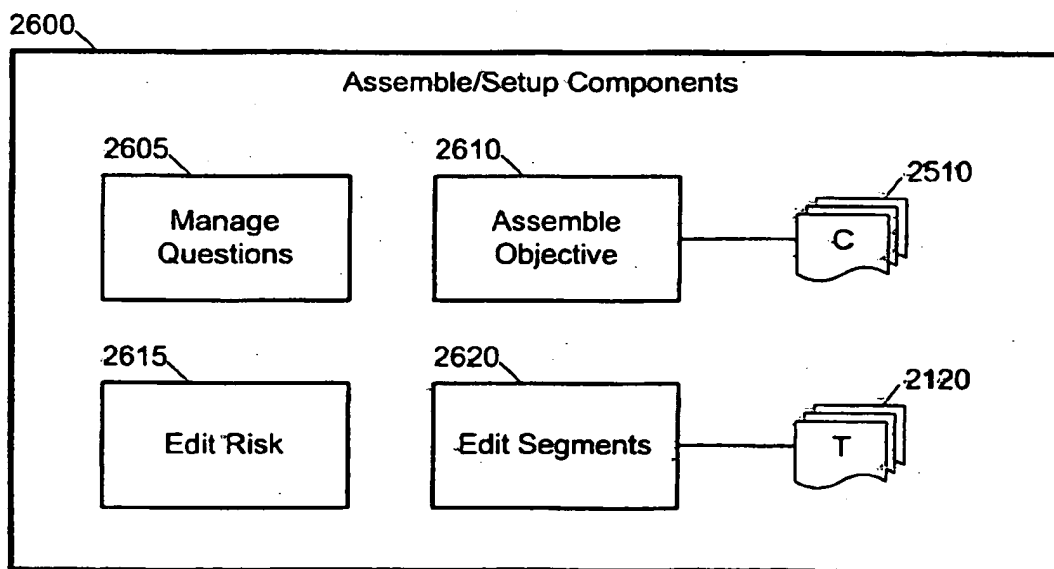 2600
Assemble/Setup Components
2605
2610
2510
Manage
Questions
Assemble
Objective
C
2615
2620
2120
Edit Risk
Edit Segments
T